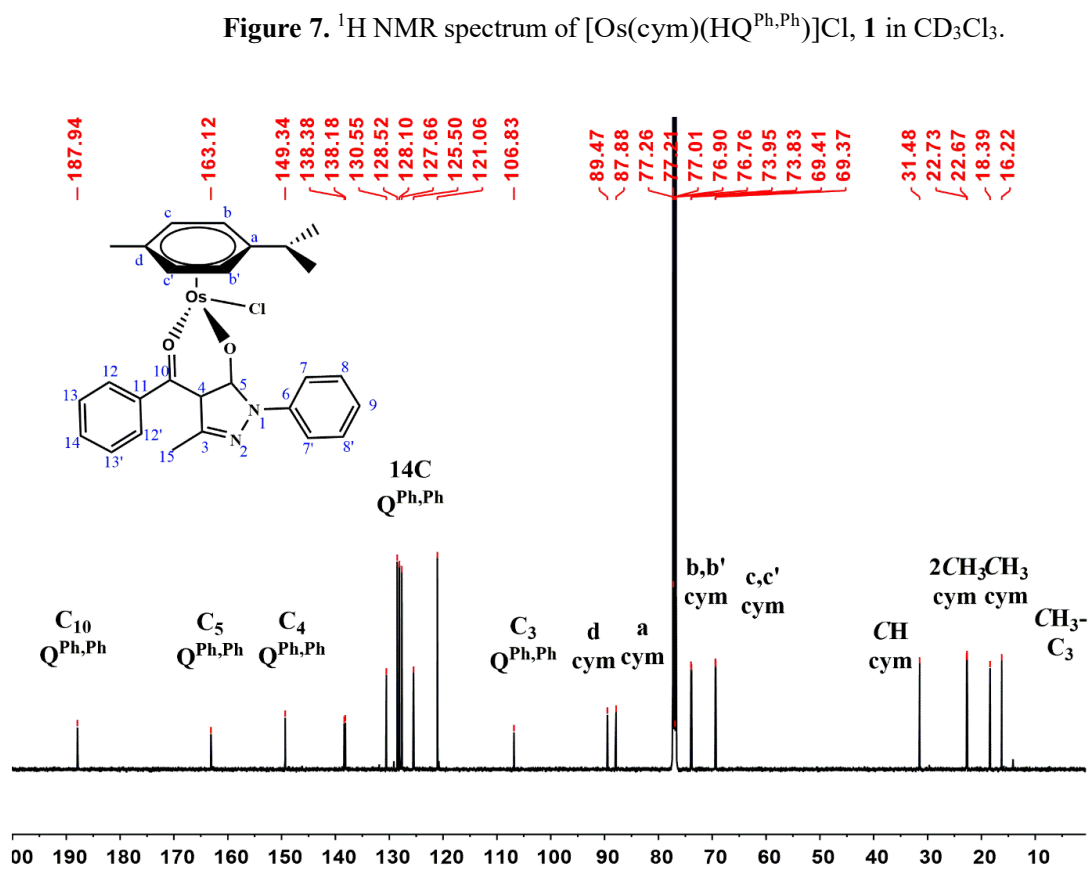 Figure 7. ¹H NMR spectrum of [Os(cym)(HQᴾʰ,ᴾʰ)]Cl, 1 in CD₃Cl₃.
187.94
163.12
149.34
138.38
138.18
130.55
128.52
128.10
127.66
125.50
121.06
106.83
89.47
87.88
77.26
77.21
77.01
76.90
76.76
73.95
73.83
69.41
69.37
31.48
22.73
22.67
18.39
16.22
c b
a
d
c' b'
Os Cl
O O
12 10 7 8
13 11 4 5 6 9
N
1
14 12' N 7' 8'
3 2
13' 15
14C
Qᴾʰ,ᴾʰ
C₁₀
Qᴾʰ,ᴾʰ
C₅
Qᴾʰ,ᴾʰ
C₄
Qᴾʰ,ᴾʰ
C₃
Qᴾʰ,ᴾʰ
d
cym
a
cym
b,b'
cym
c,c'
cym
CH
cym
2CH₃
cym
CH₃
cym
CH₃-
C₃
00 190 180 170 160 150 140 130 120 110 100 90 80 70 60 50 40 30 20 10